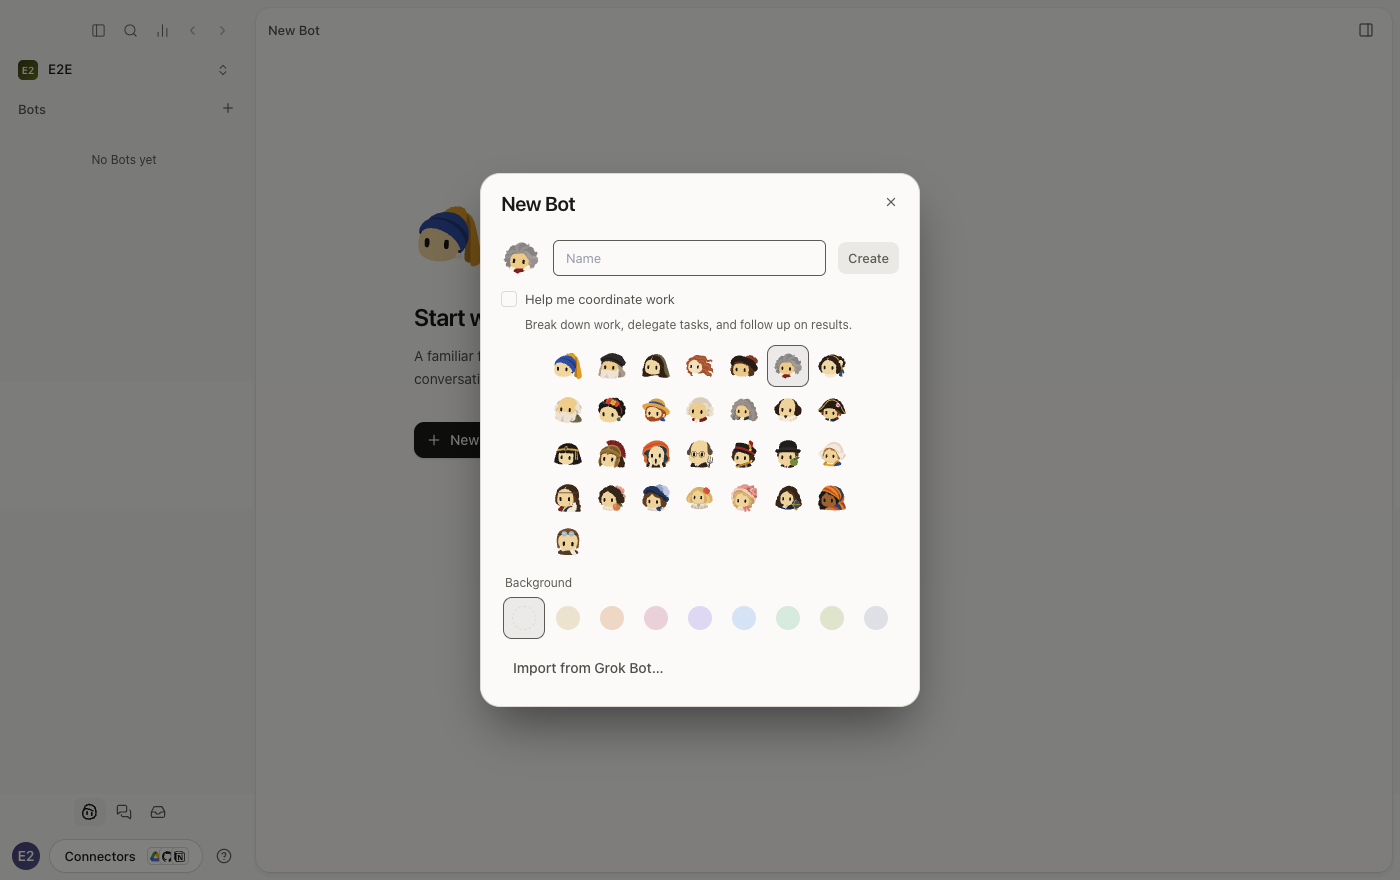 New Bot
E2 E2E
Bots
No Bots yet
Start w
A familiar f
conversati
New
New Bot
Name
Create
Help me coordinate work
Break down work, delegate tasks, and follow up on results.
Background
Import from Grok Bot...
E2 Connectors